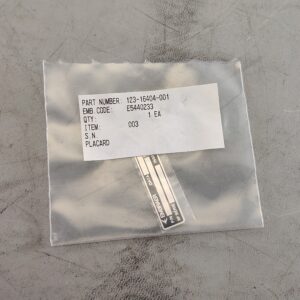 PART NUMBER: 123-16404-001
EMB CODE: E5440233
QTY: 1 EA
ITEM: 003
S.N
PLACARD